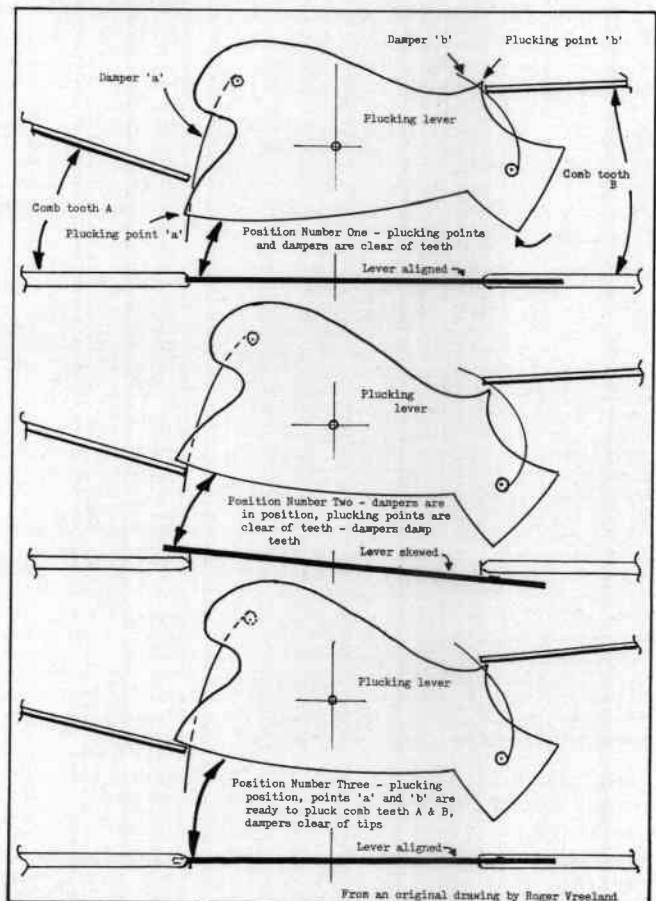 Damper 'b'
Plucking point 'b'
Damper 'a'
Plucking lever
Comb tooth
B
Comb tooth A
Plucking point 'a'
Position Number One - plucking points
and dampers are clear of teeth
Lever aligned
Plucking
lever
Position Number Two - dampers are
in position, plucking points are
clear of teeth - dampers damp
teeth
Lever skewed
Plucking lever
Position Number Three - plucking
position, points 'a' and 'b' are
ready to pluck comb teeth A & B,
dampers clear of tips
Lever aligned
From an original drawing by Roger Vreeland